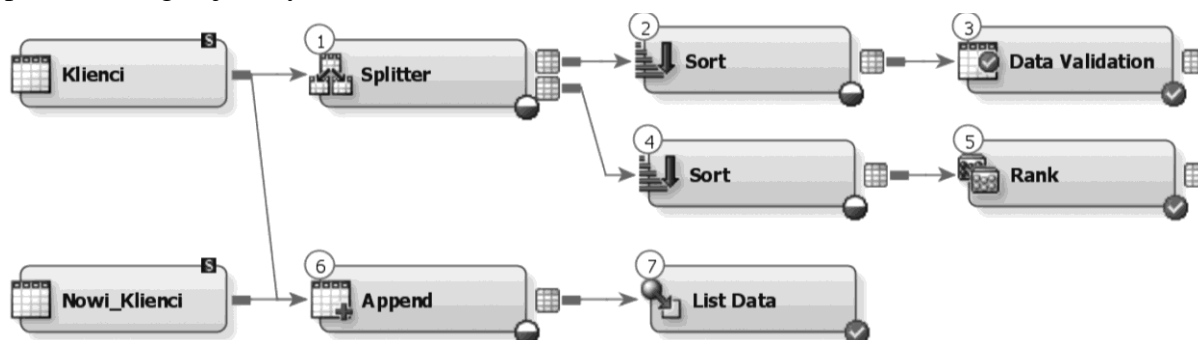 S
Klienci
1
Splitter
2
Sort
3
Data Validation
4
Sort
5
Rank
S
Nowi_Klienci
6
Append
7
List Data